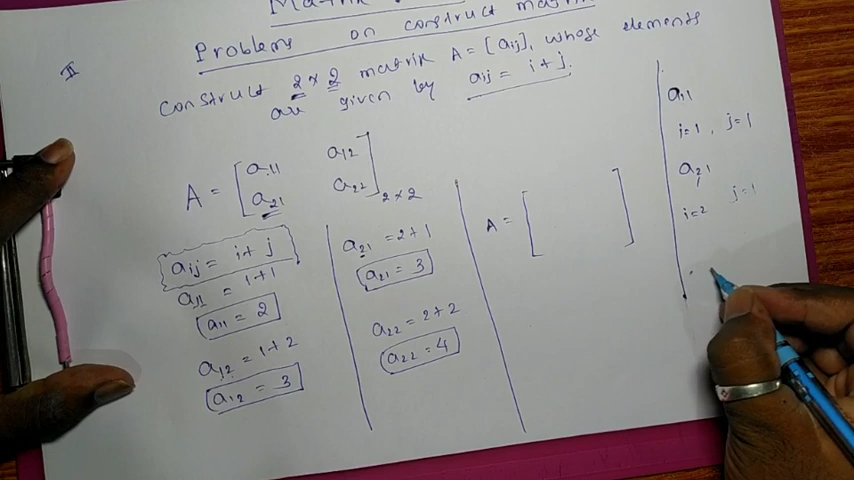 Matrix
Problems on construct matrix
II
Construct 2 × 2 matrix A = [aij], whose elements
are given by aij = i + j.
A = [a11 a12
a21 a22] 2 × 2
aij = i + j
a11 = 1 + 1
a11 = 2
a12 = 1 + 2
a12 = 3
a21 = 2 + 1
a21 = 3
a22 = 2 + 2
a22 = 4
A = [ ]
a11
i=1, j=1
a21
i=2 j=1